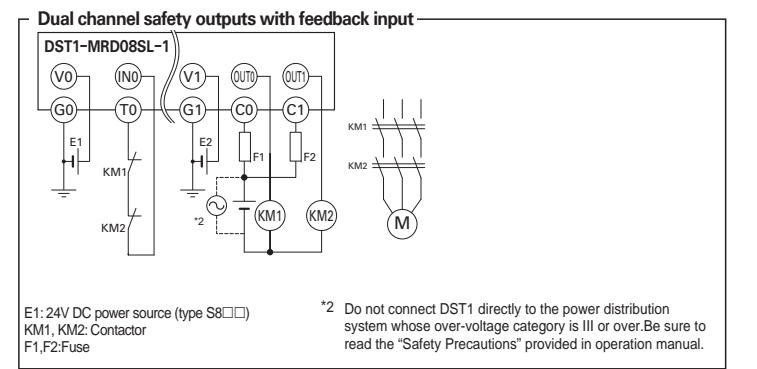 Dual channel safety outputs with feedback input
DST1-MRD08SL-1
V0 IN0 V1 OUT0 OUT1
G0 T0 G1 C0 C1
E1 E2 F1 F2
KM1
KM2
*2 KM1 KM2
KM1
KM2
M
E1: 24V DC power source (type S8□□)
KM1, KM2: Contactor
F1,F2:Fuse
*2 Do not connect DST1 directly to the power distribution
system whose over-voltage category is III or over.Be sure to
read the “Safety Precautions” provided in operation manual.